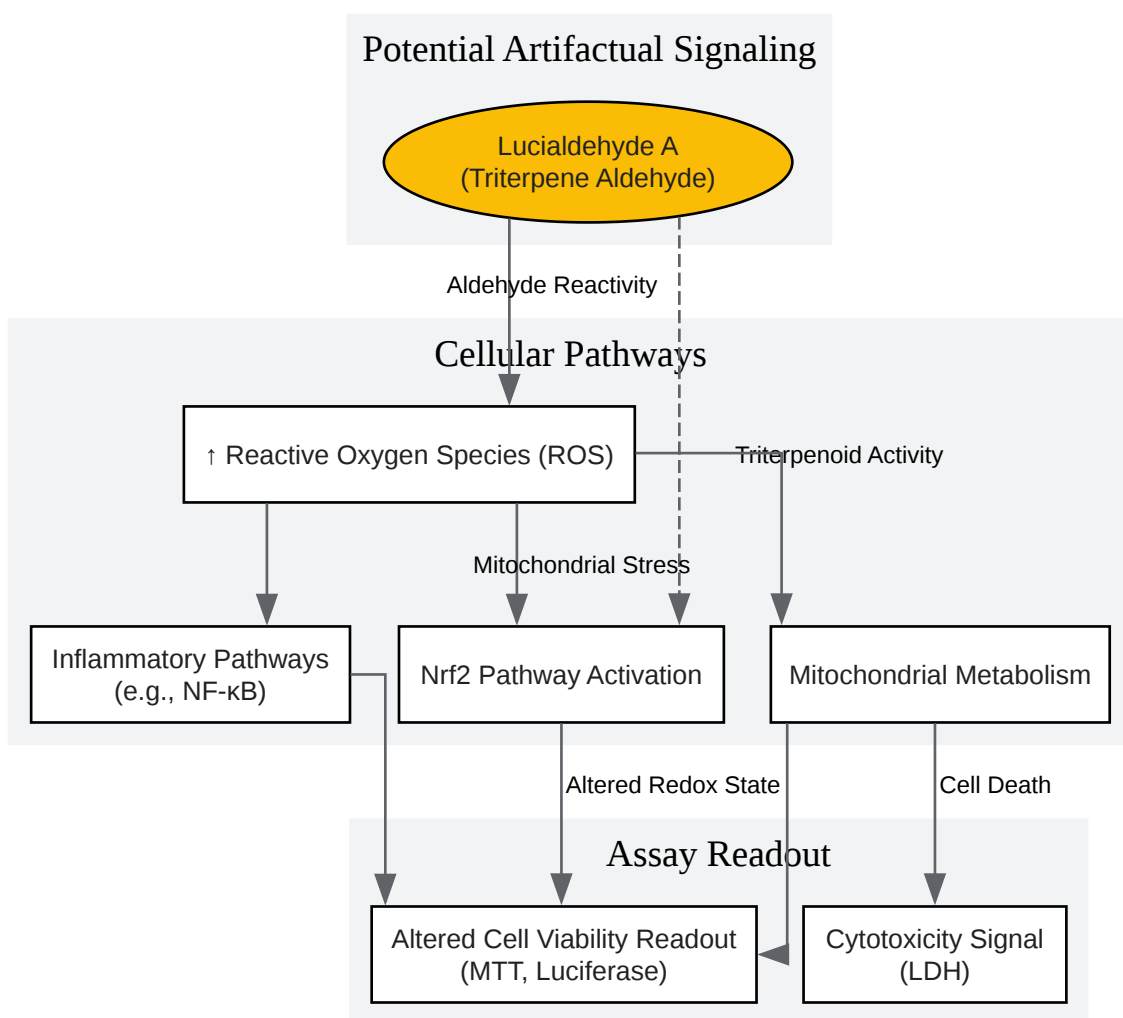 Potential Artifactual Signaling
Lucialdehyde A
(Triterpene Aldehyde)
Aldehyde Reactivity
Cellular Pathways
↑ Reactive Oxygen Species (ROS)
Triterpenoid Activity
Mitochondrial Stress
Inflammatory Pathways
(e.g., NF-κB)
Nrf2 Pathway Activation
Mitochondrial Metabolism
Altered Redox State
Cell Death
Assay Readout
Altered Cell Viability Readout
(MTT, Luciferase)
Cytotoxicity Signal
(LDH)